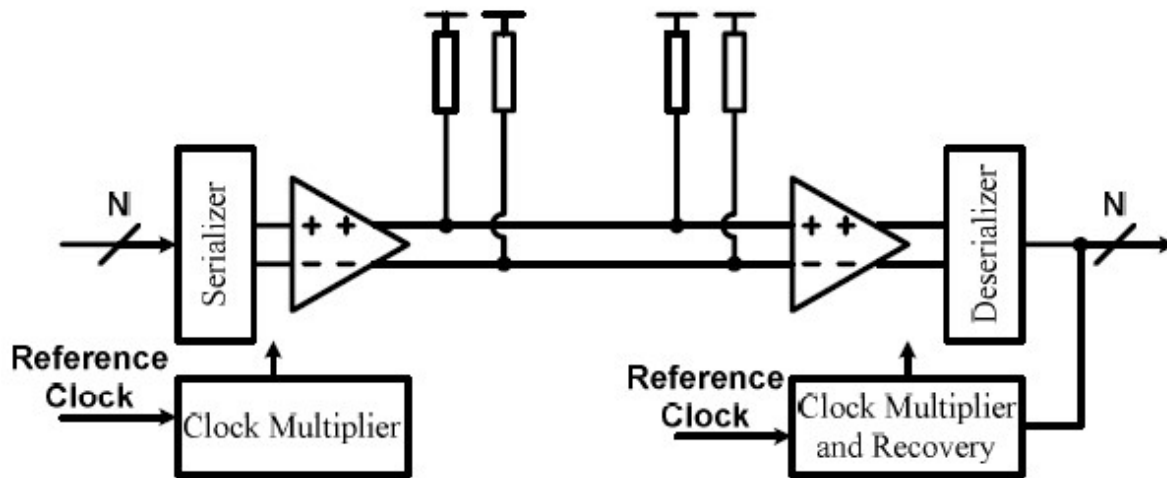 N
Serializer
+ +
− −
Reference
Clock
Clock Multiplier
+ +
− −
Deserializer
N
Reference
Clock
Clock Multiplier
and Recovery